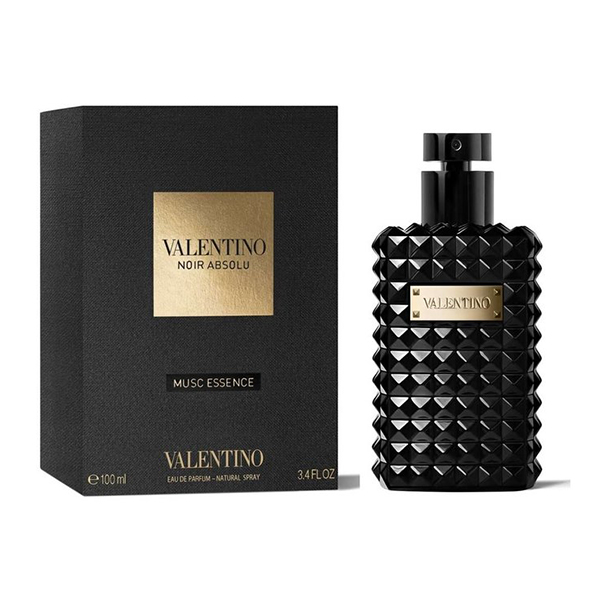 VALENTINO
NOIR ABSOLU
MUSC ESSENCE
VALENTINO
EAU DE PARFUM – NATURAL SPRAY
℮ 100 ml
3.4 FL OZ
VALENTINO